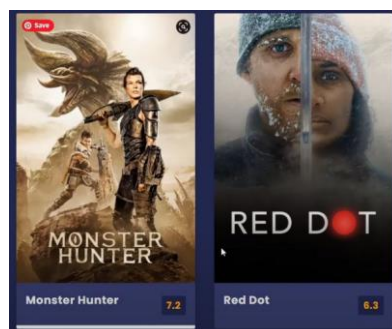 Save
MONSTER
HUNTER
RED DOT
Monster Hunter
7.2
Red Dot
6.3